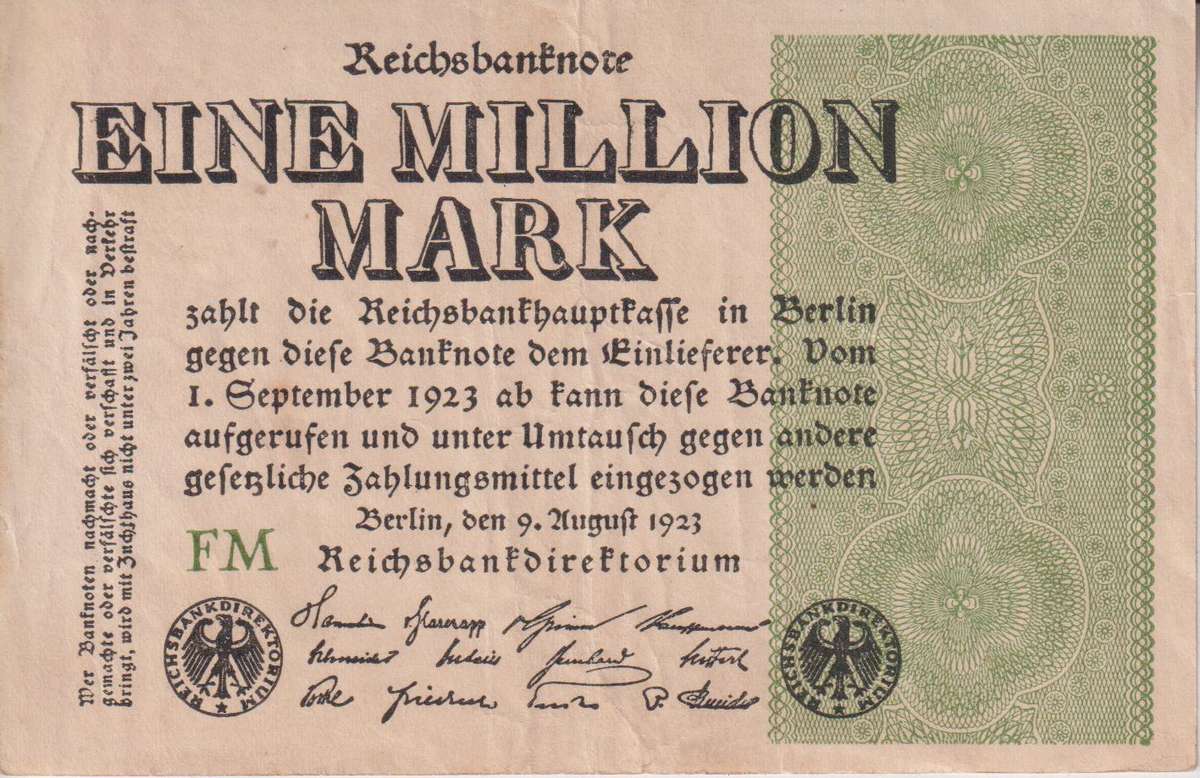 Reichsbanknote
EINE MILLION
MARK
zahlt die Reichsbankhauptkasse in Berlin
gegen diese Banknote dem Einlieferer. Vom
1. September 1923 ab kann diese Banknote
aufgerufen und unter Umtausch gegen andere
gesetzliche Zahlungsmittel eingezogen werden
Berlin, den 9. August 1923
FM Reichsbankdirektorium
Wer Banknoten nachmacht oder verfälscht oder nach-
gemachte oder verfälschte sich verschafft und in Verkehr
bringt, wird mit Zuchthaus nicht unter zwei Jahren bestraft
REICHSBANKDIREKTORIUM
REICHSBANKDIREKTORIUM